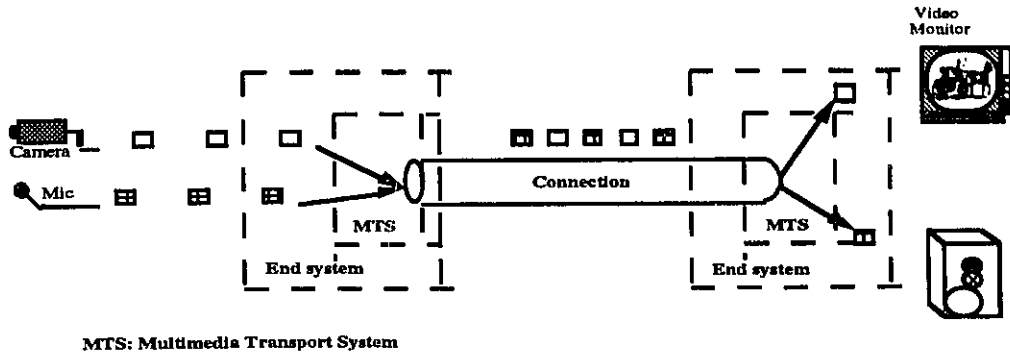 Video
Monitor
Camera
Mic
Connection
MTS
MTS
End system
End system
MTS: Multimedia Transport System